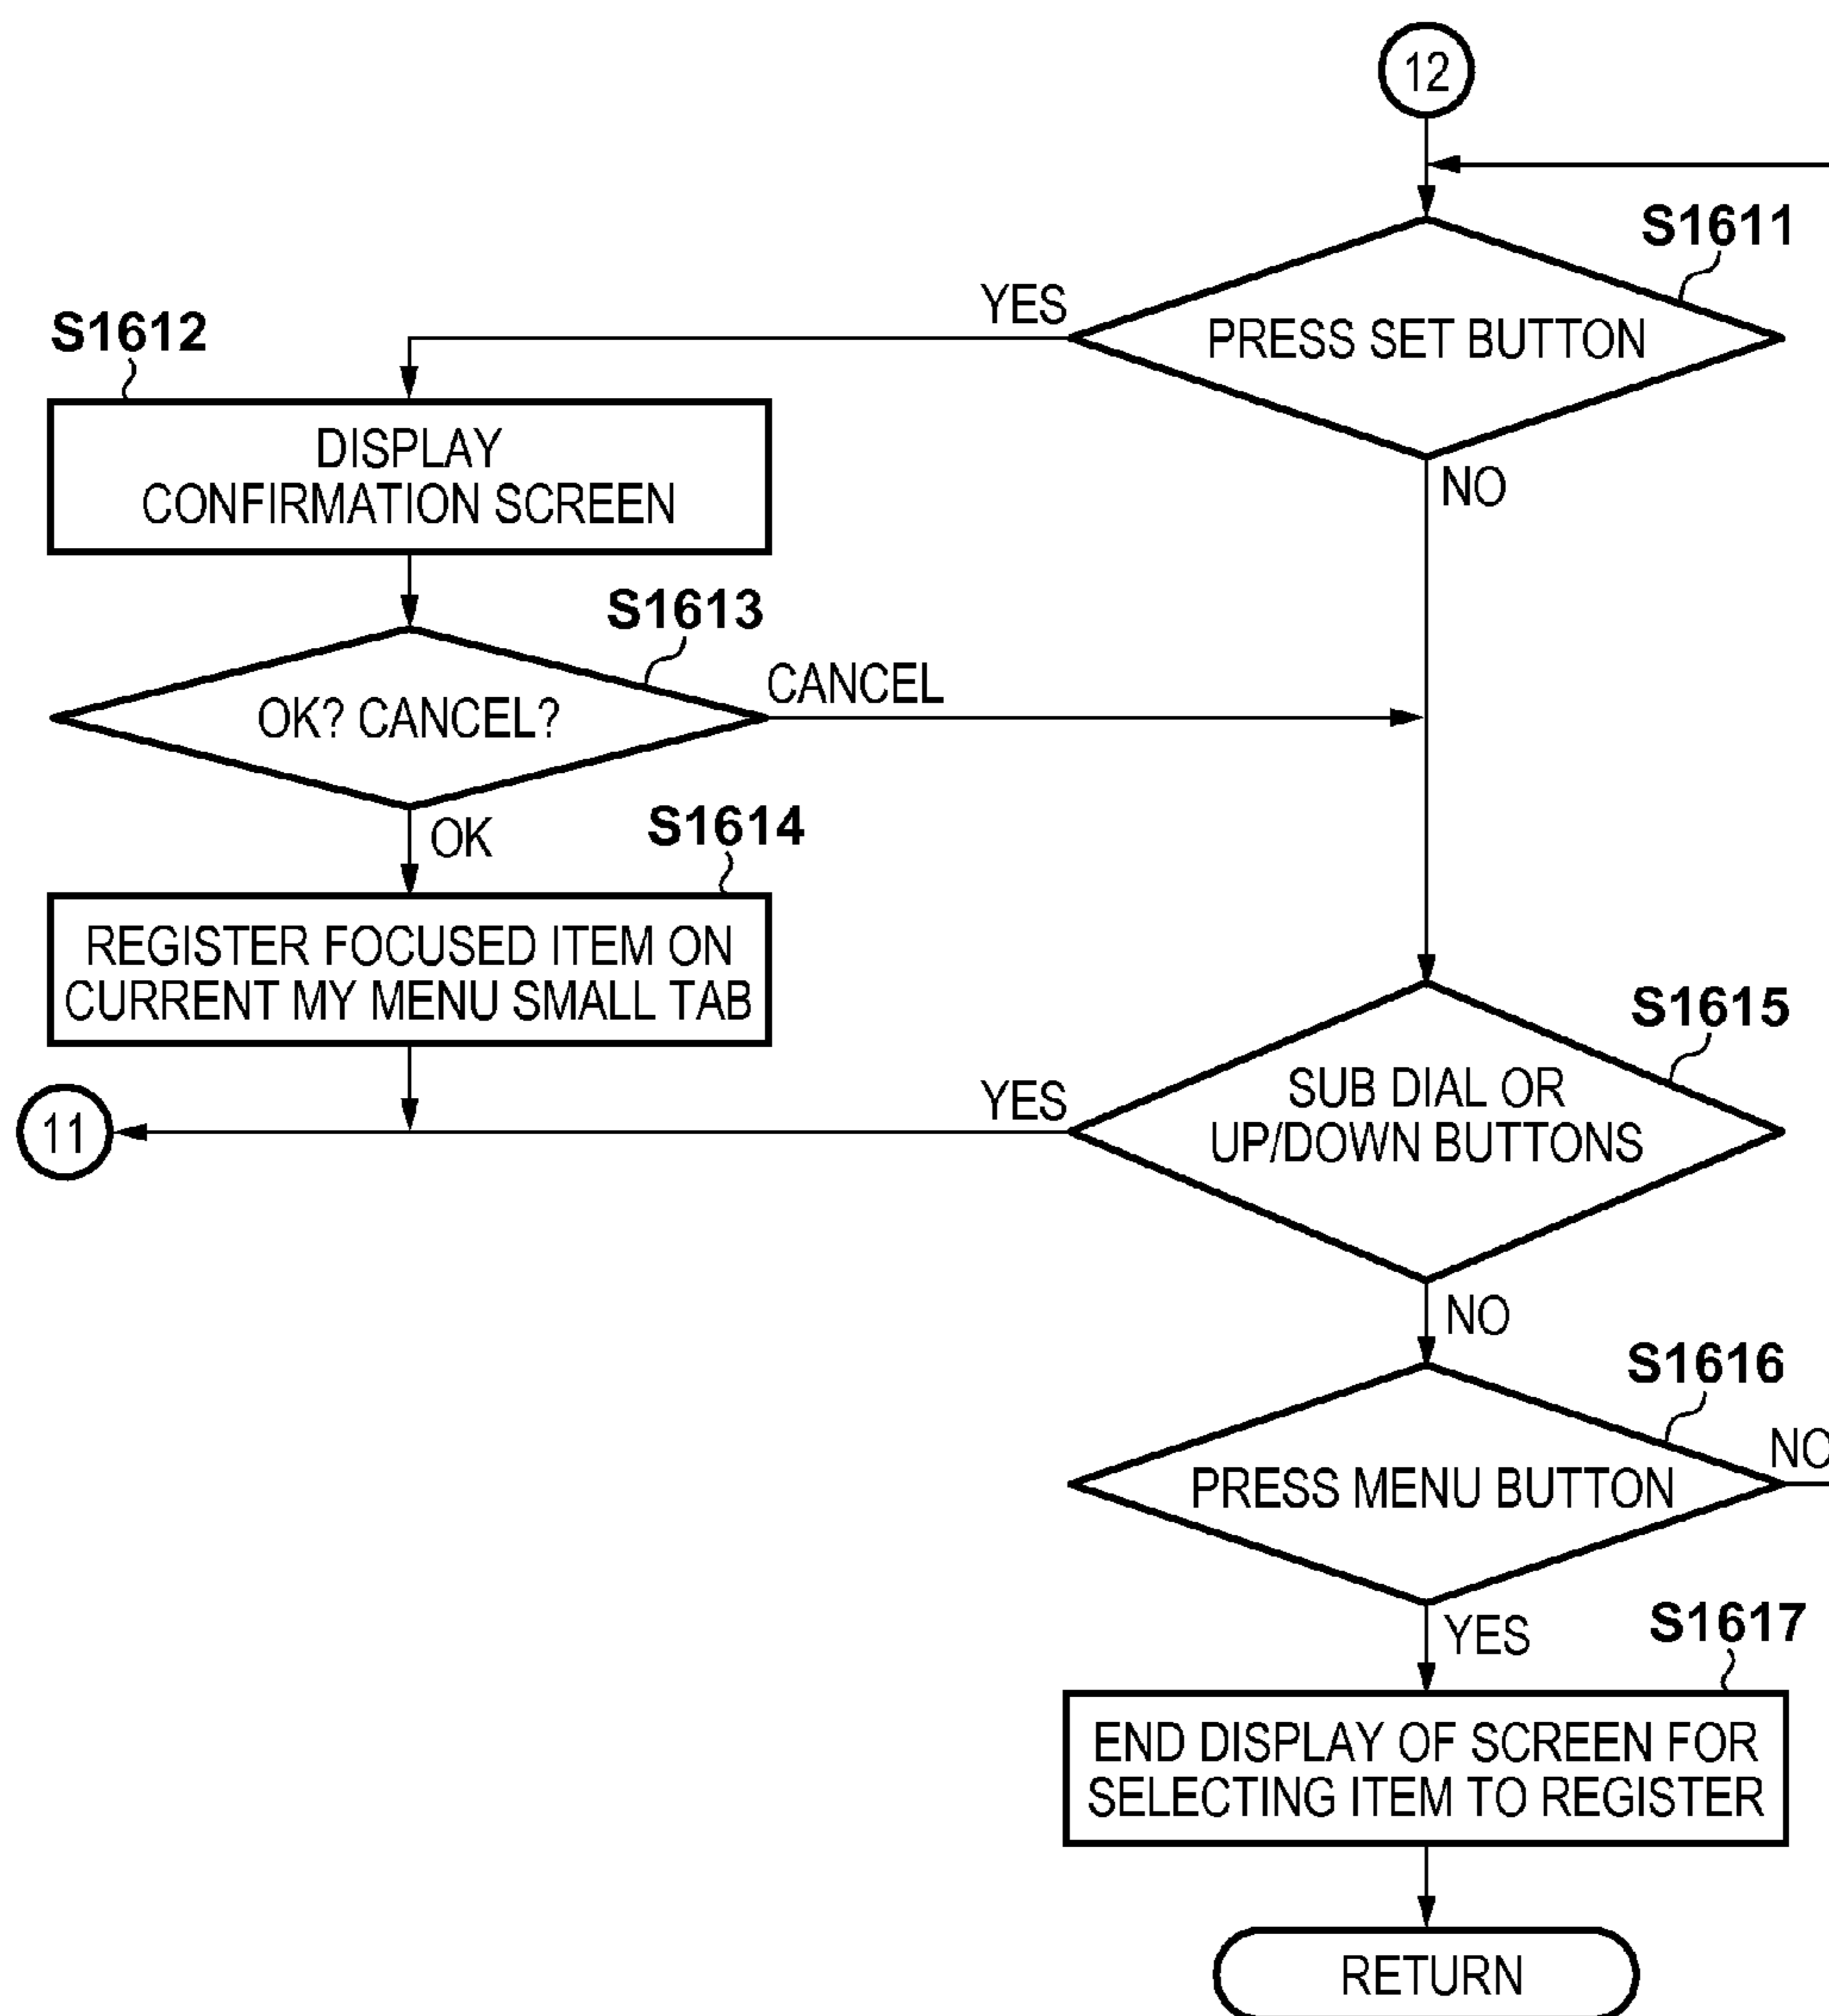 12
S1611
YES
PRESS SET BUTTON
NO
S1612
DISPLAY
CONFIRMATION SCREEN
S1613
OK? CANCEL?
CANCEL
OK
S1614
REGISTER FOCUSED ITEM ON
CURRENT MY MENU SMALL TAB
11
S1615
YES
SUB DIAL OR
UP/DOWN BUTTONS
NO
S1616
PRESS MENU BUTTON
NO
YES
S1617
END DISPLAY OF SCREEN FOR
SELECTING ITEM TO REGISTER
RETURN